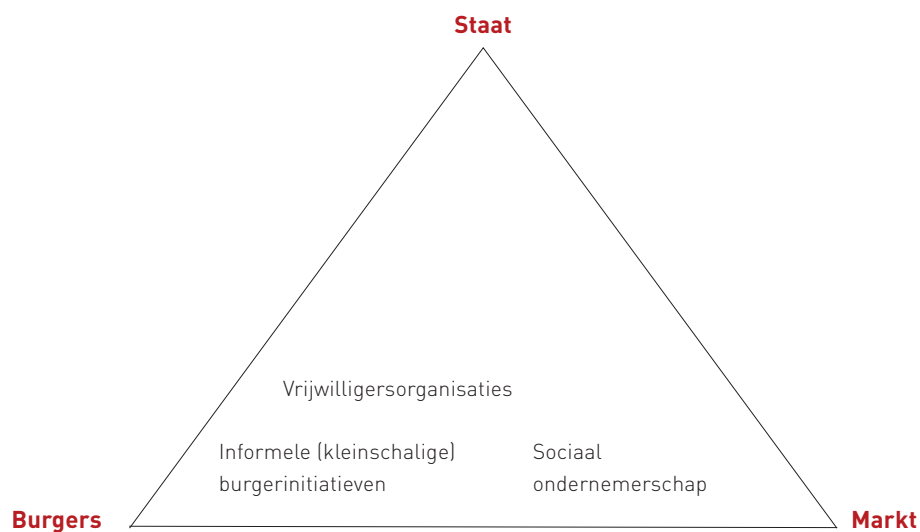 Staat
Vrijwilligersorganisaties
Informele (kleinschalige)
burgerinitiatieven
Sociaal
ondernemerschap
Burgers
Markt